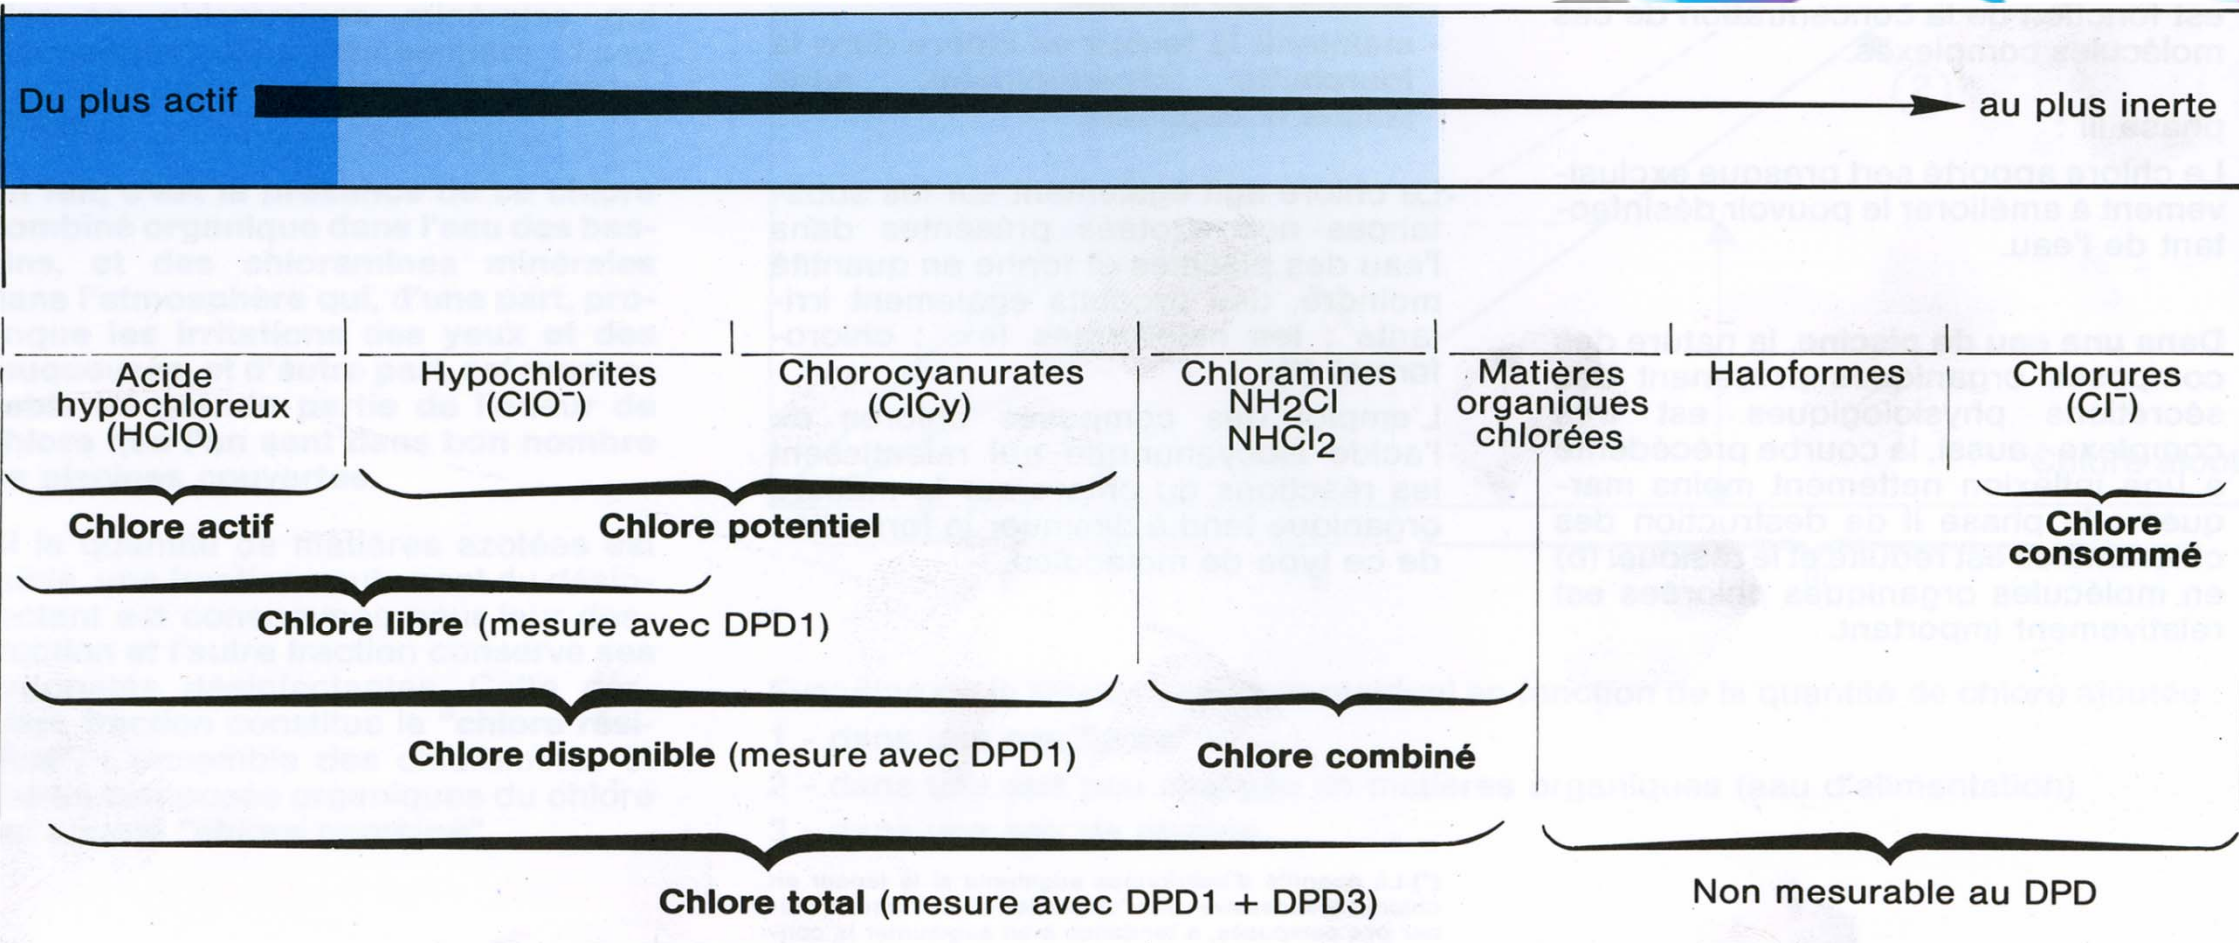 Du plus actif
au plus inerte
Acide
hypochloreux
(HClO)
Hypochlorites
(ClO⁻)
Chlorocyanurates
(ClCy)
Chloramines
NH2Cl
NHCl2
Matières
organiques
chlorées
Haloformes
Chlorures
(Cl⁻)
Chlore actif
Chlore potentiel
Chlore
consommé
Chlore libre (mesure avec DPD1)
Chlore disponible (mesure avec DPD1)
Chlore combiné
Chlore total (mesure avec DPD1 + DPD3)
Non mesurable au DPD